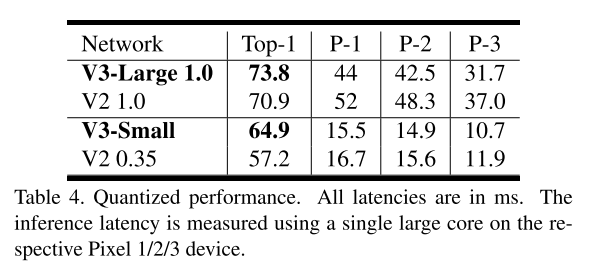 Network Top-1 P-1 P-2 P-3
V3-Large 1.0 73.8 44 42.5 31.7
V2 1.0 70.9 52 48.3 37.0
V3-Small 64.9 15.5 14.9 10.7
V2 0.35 57.2 16.7 15.6 11.9
Table 4. Quantized performance. All latencies are in ms. The
inference latency is measured using a single large core on the re-
spective Pixel 1/2/3 device.